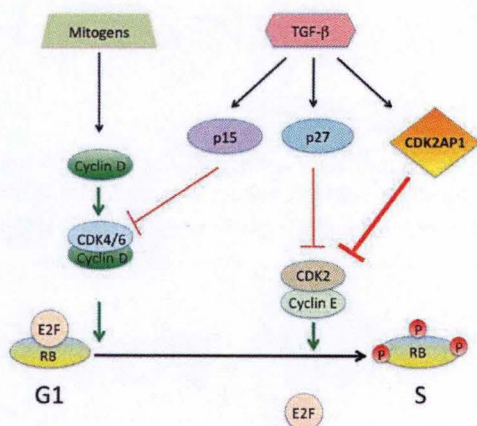 Mitogens
TGF-β
p15
p27
CDK2AP1
Cyclin D
CDK4/6
Cyclin D
CDK2
Cyclin E
E2F
RB
P
P
RB
P
G1
S
E2F